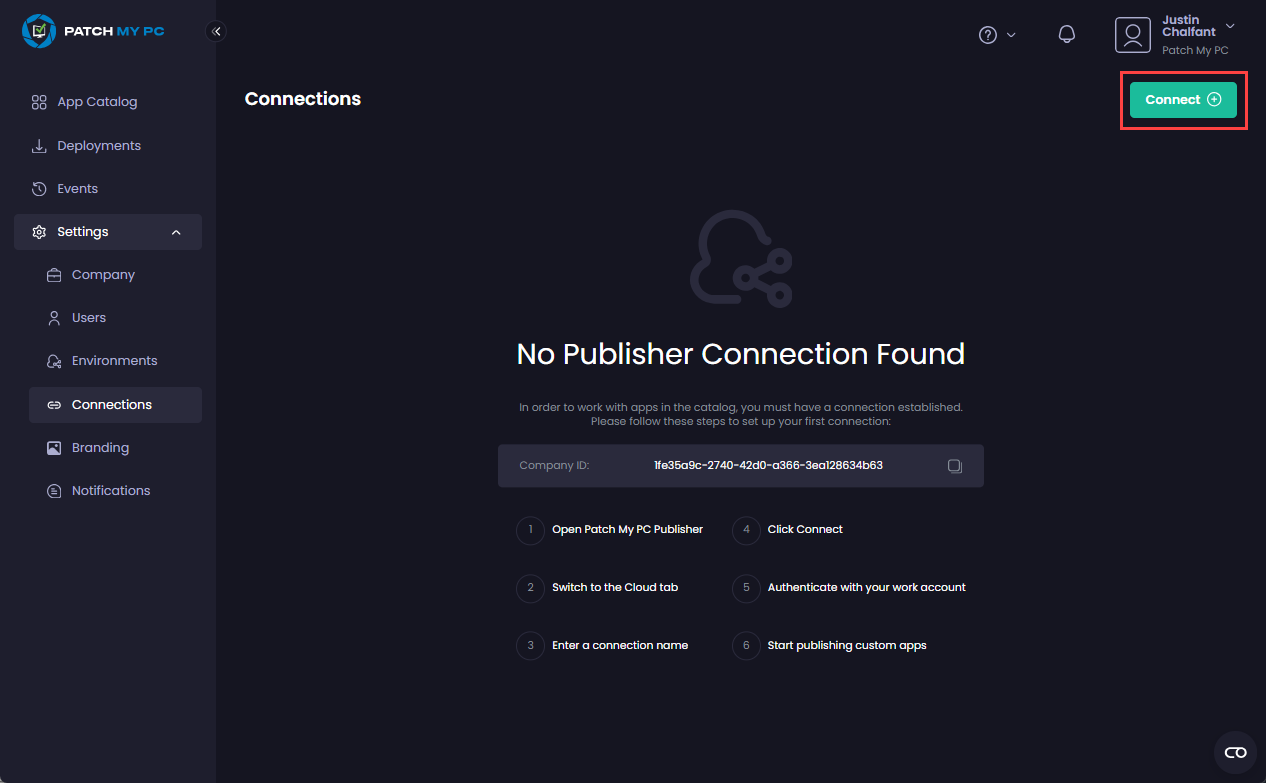 PATCH MY PC
Justin
Chalfant
Patch My PC
App Catalog
Deployments
Events
Settings
Company
Users
Environments
Connections
Branding
Notifications
Connections
Connect
No Publisher Connection Found
In order to work with apps in the catalog, you must have a connection established.
Please follow these steps to set up your first connection:
Company ID: 1fe35a9c-2740-42d0-a366-3ea128634b63
1 Open Patch My PC Publisher
2 Switch to the Cloud tab
3 Enter a connection name
4 Click Connect
5 Authenticate with your work account
6 Start publishing custom apps